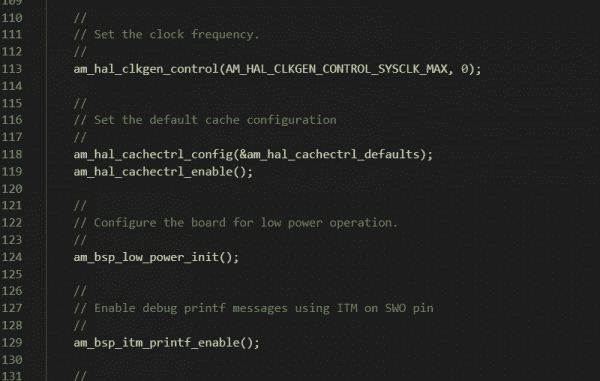 109
110 //
111 // Set the clock frequency.
112 //
113 am_hal_clkgen_control(AM_HAL_CLKGEN_CONTROL_SYSCLK_MAX, 0);
114
115 //
116 // Set the default cache configuration
117 //
118 am_hal_cachectrl_config(&am_hal_cachectrl_defaults);
119 am_hal_cachectrl_enable();
120
121 //
122 // Configure the board for low power operation.
123 //
124 am_bsp_low_power_init();
125
126 //
127 // Enable debug printf messages using ITM on SWO pin
128 //
129 am_bsp_itm_printf_enable();
130
131 //